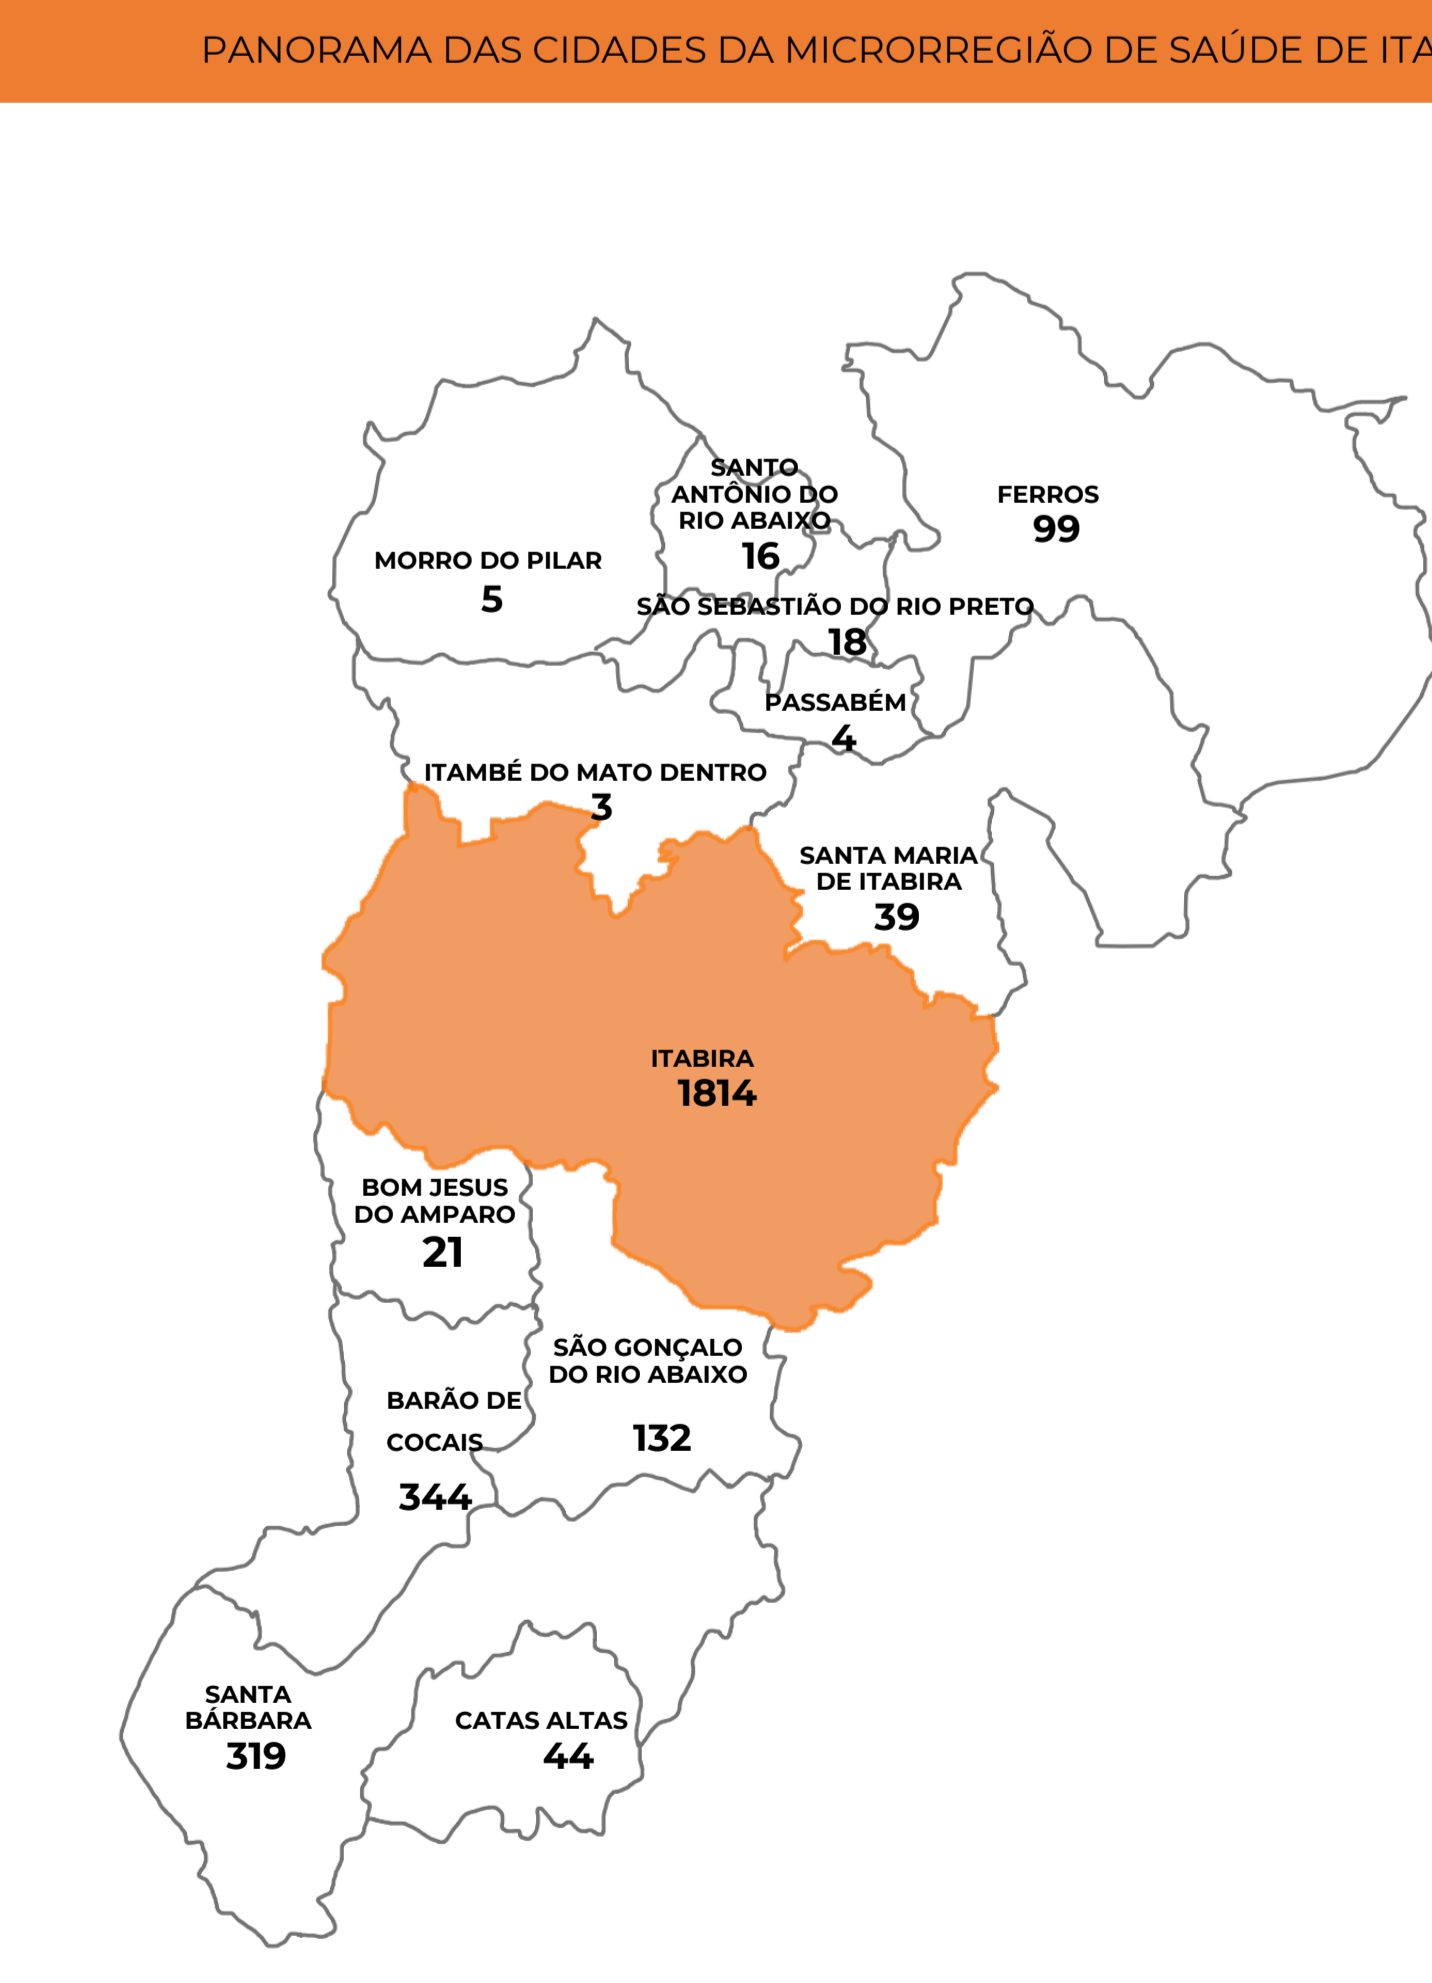 PANORAMA DAS CIDADES DA MICRORREGIÃO DE SAÚDE DE
SANTO
ANTÔNIO DO
RIO ABAIXO
16
FERROS
99
MORRO DO PILAR
5
SÃO SEBASTIÃO DO RIO PRETO
18
PASSABÉM
4
ITAMBÉ DO MATO DENTRO
3
SANTA MARIA
DE ITABIRA
39
ITABIRA
1814
BOM JESUS
DO AMPARO
21
SÃO GONÇALO
DO RIO ABAIXO
132
BARÃO DE
COCAIS
344
SANTA
BÁRBARA
319
CATAS ALTAS
44